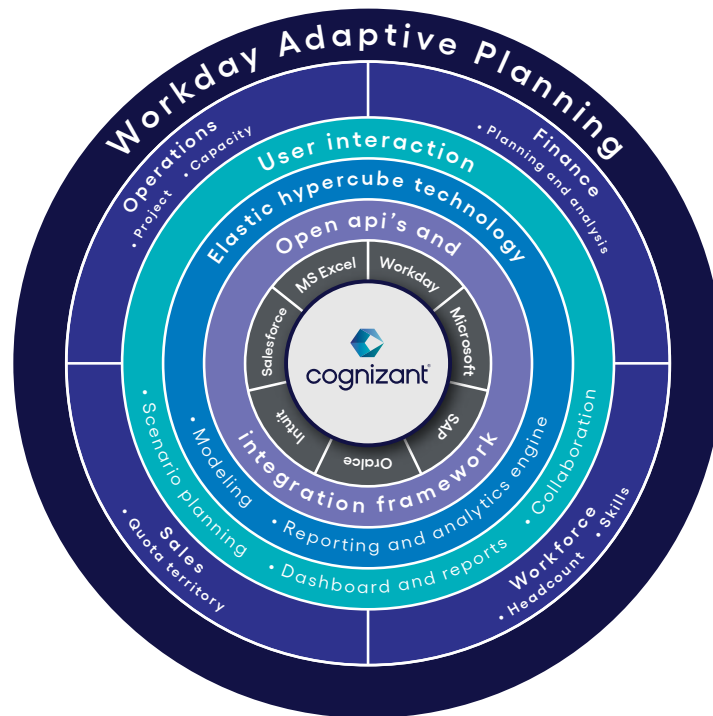 Workday Adaptive Planning
Operations
• Project • Capacity
Finance
• Planning and analysis
User interaction
Elastic hypercube technology
Open api's and
MS Excel
Workday
Salesforce
Microsoft
cognizant®
Intuit
SAP
Oralce
integration framework
• Modeling • Reporting and analytics engine
• Scenario planning • Dashboard and reports • Collaboration
Sales
• Quota territory
Workforce
• Headcount • Skills